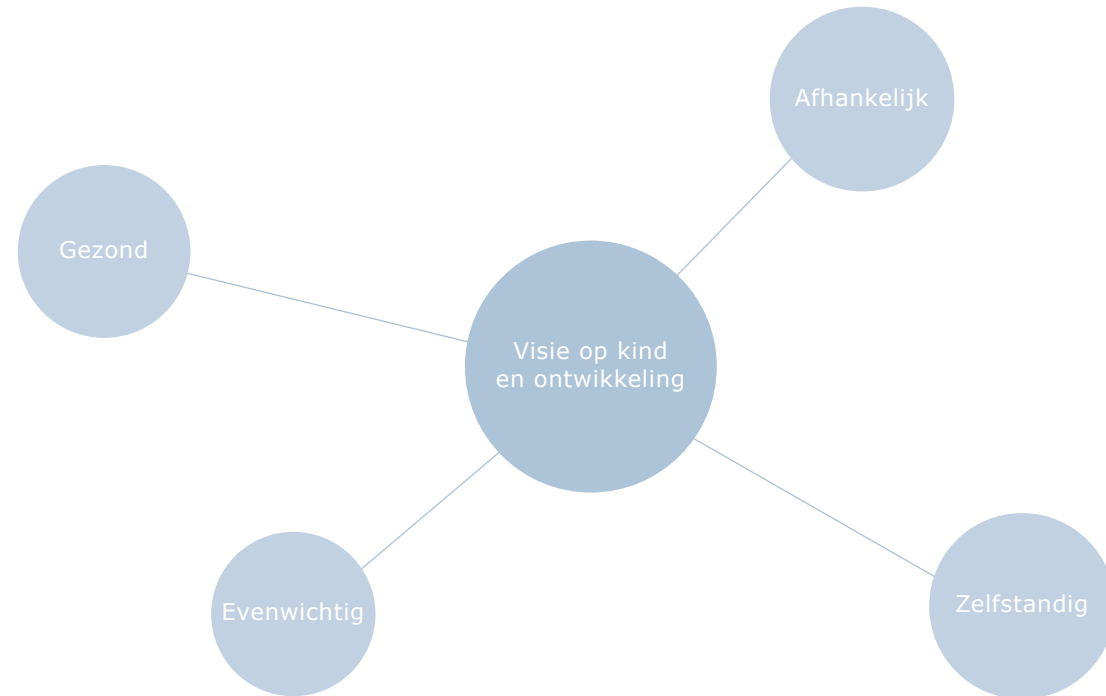 Afhankelijk
Gezond
Visie op kind
en ontwikkeling
Evenwichtig
Zelfstandig